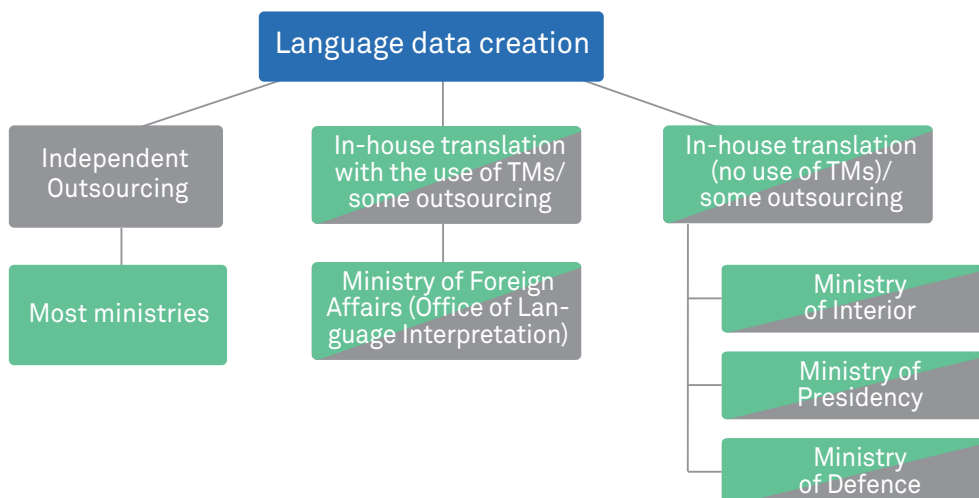 Language data creation
Independent
Outsourcing
In-house translation
with the use of TMs/
some outsourcing
In-house translation
(no use of TMs)/
some outsourcing
Most ministries
Ministry of Foreign
Affairs (Office of Lan-
guage Interpretation)
Ministry
of Interior
Ministry of
Presidency
Ministry
of Defence